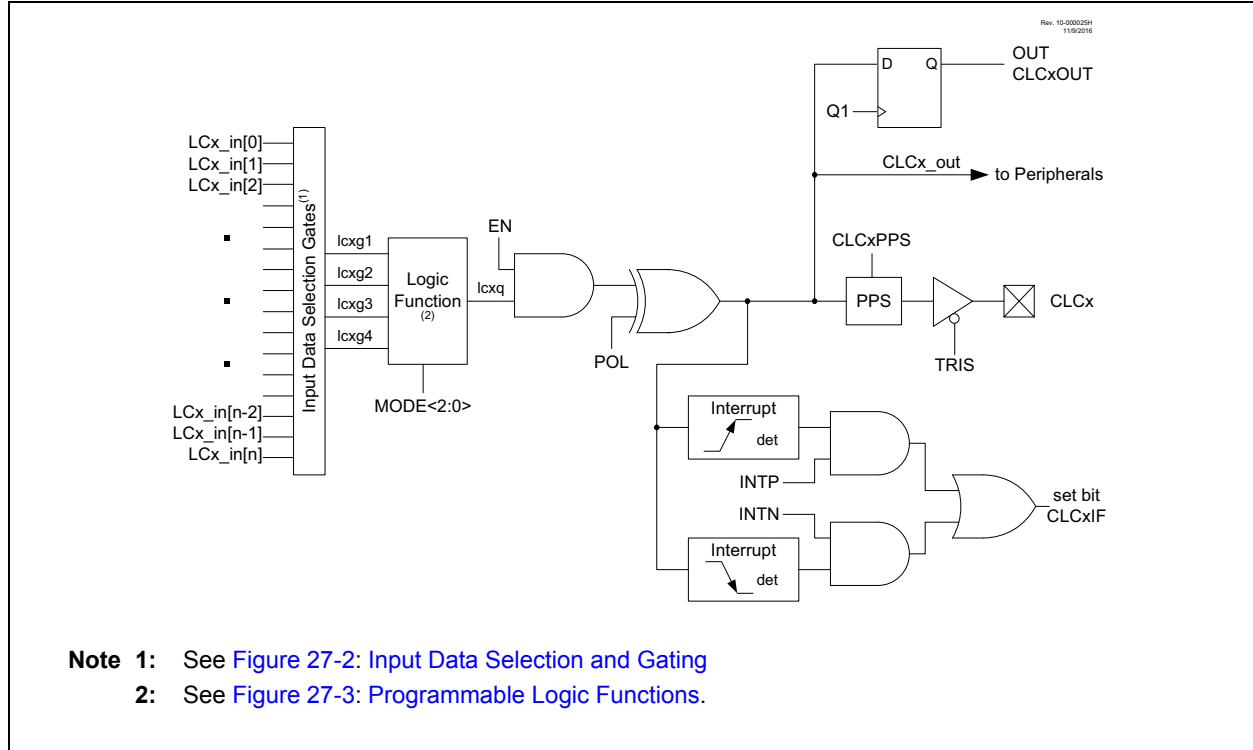 Rev. 10-000025H
11/9/2016
OUT
CLCxOUT
D
Q
Q1
CLCx_out
to Peripherals
LCx_in[0]
LCx_in[1]
LCx_in[2]
LCx_in[n-2]
LCx_in[n-1]
LCx_in[n]
Input Data Selection Gates(1)
lcxg1
lcxg2
lcxg3
lcxg4
Logic
Function
(2)
MODE<2:0>
lcxq
EN
POL
CLCxPPS
PPS
TRIS
CLCx
Interrupt
det
INTP
INTN
Interrupt
det
set bit
CLCxIF
Note 1: See Figure 27-2: Input Data Selection and Gating
2: See Figure 27-3: Programmable Logic Functions.